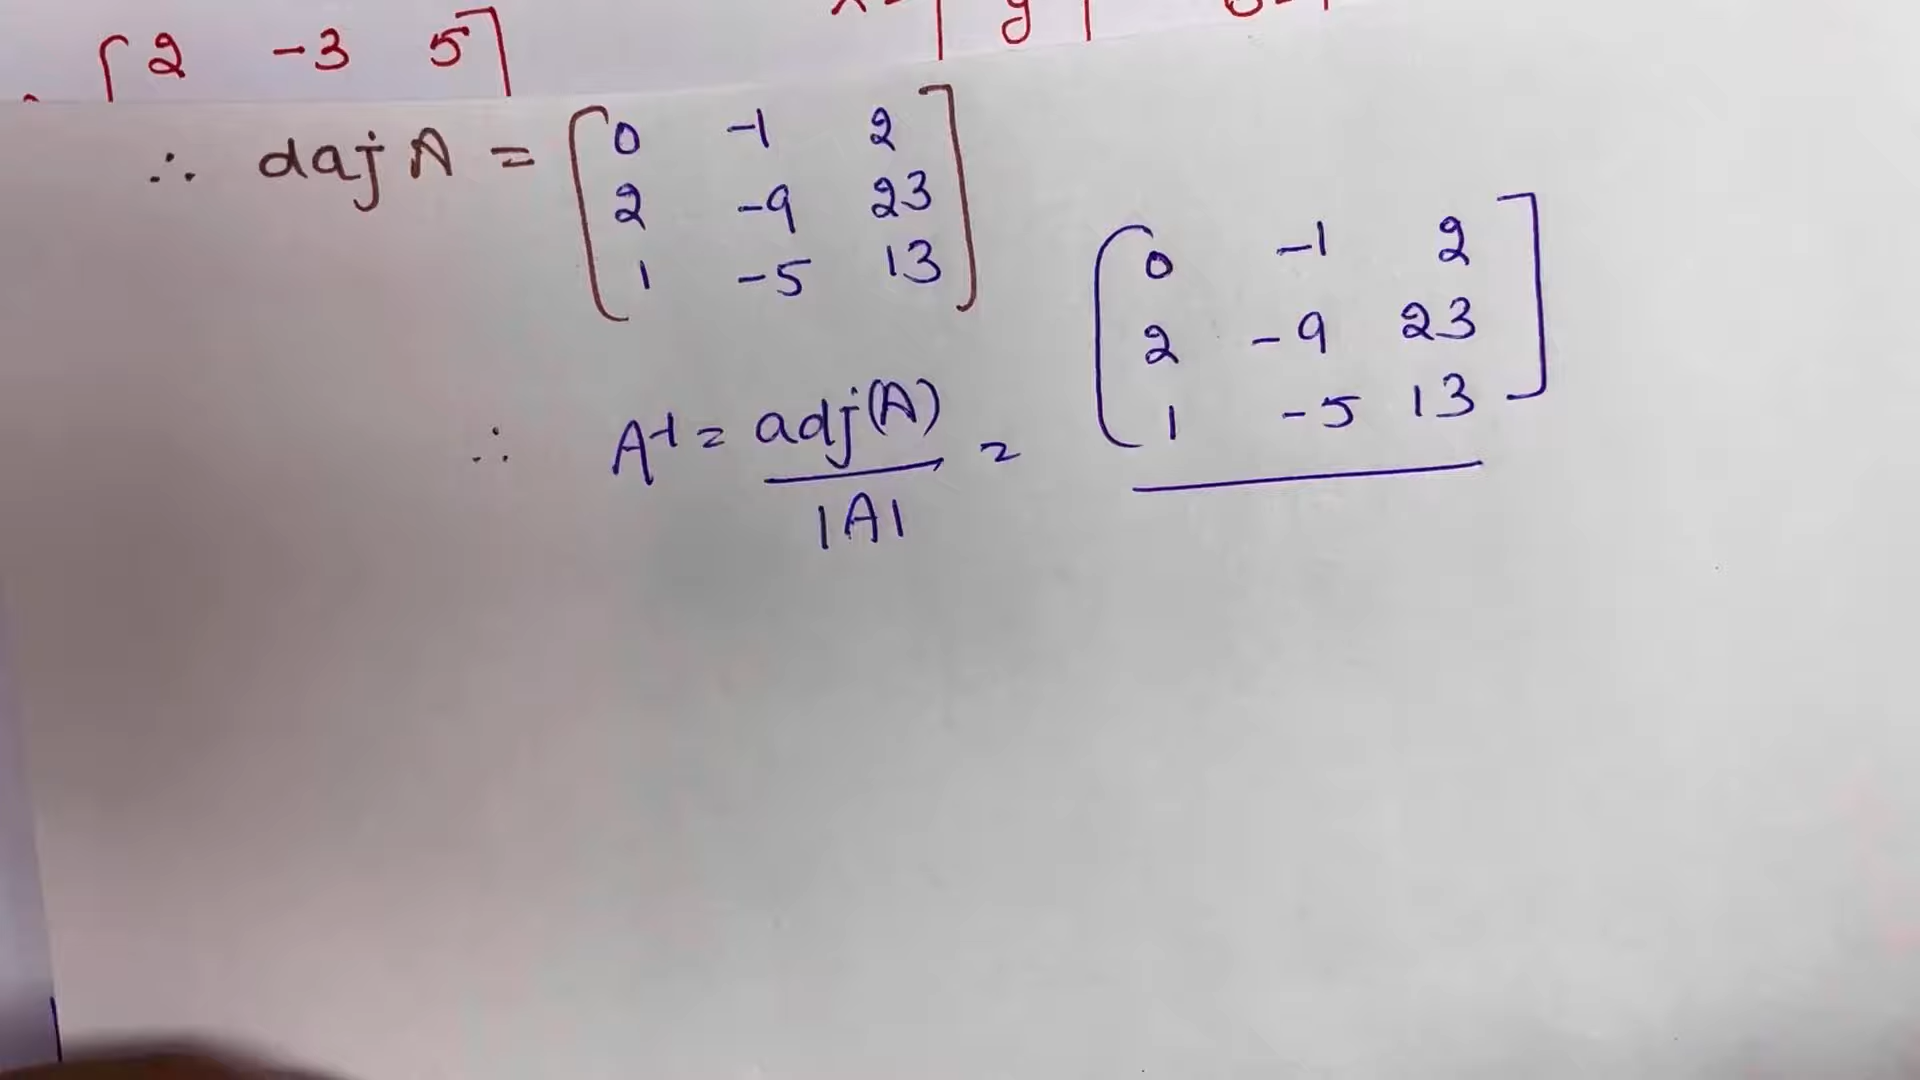 2 -3 5
y
∴ dajA = [0 -1 2
2 -9 23
1 -5 13]
∴ A⁻¹ = adj(A) / |A| = [0 -1 2
2 -9 23
1 -5 13]